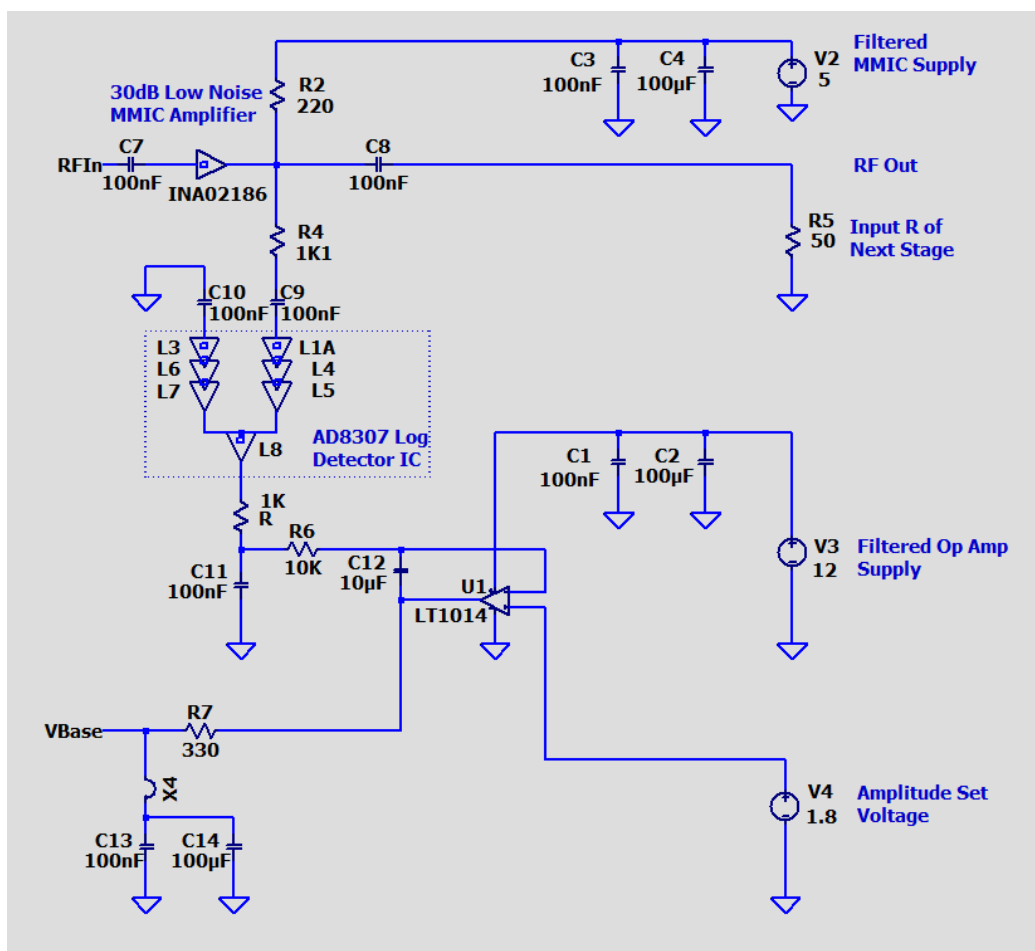 C3
100nF
C4
100µF
V2
5
Filtered
MMIC Supply
R2
220
30dB Low Noise
MMIC Amplifier
RFIn
C7
100nF
INA02186
C8
100nF
RF Out
R4
1K1
R5
50
Input R of
Next Stage
C10
100nF
C9
100nF
L3
L6
L7
L1A
L4
L5
L8
AD8307 Log
Detector IC
C1
100nF
C2
100µF
1K
R
R6
10K
C11
100nF
C12
10µF
U1
LT1014
V3
12
Filtered Op Amp
Supply
VBase
R7
330
X4
C13
100nF
C14
100µF
V4
1.8
Amplitude Set
Voltage